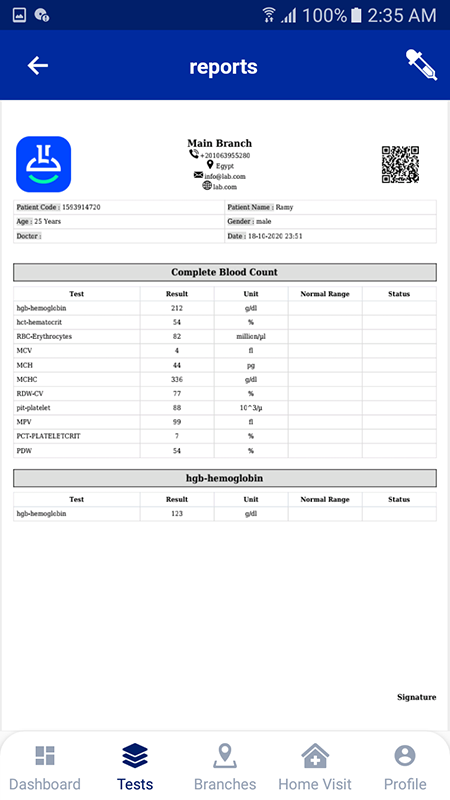 100% 2:35 AM
reports
Main Branch
+201063955280
Egypt
info@lab.com
lab.com
Patient Code : 1593914720 Patient Name : Ramy
Age : 25 Years Gender : male
Doctor : Date : 18-10-2020 23:51
Complete Blood Count
Test Result Unit Normal Range Status
hgb-hemoglobin 212 g/dl
hct-hematocrit 54 %
RBC-Erythrocytes 82 million/µl
MCV 4 fl
MCH 44 pg
MCHC 336 g/dl
RDW-CV 77 %
pit-platelet 88 10^3/µ
MPV 99 fl
PCT-PLATELETCRIT 7 %
PDW 54 %
hgb-hemoglobin
Test Result Unit Normal Range Status
hgb-hemoglobin 123 g/dl
Signature
Dashboard Tests Branches Home Visit Profile